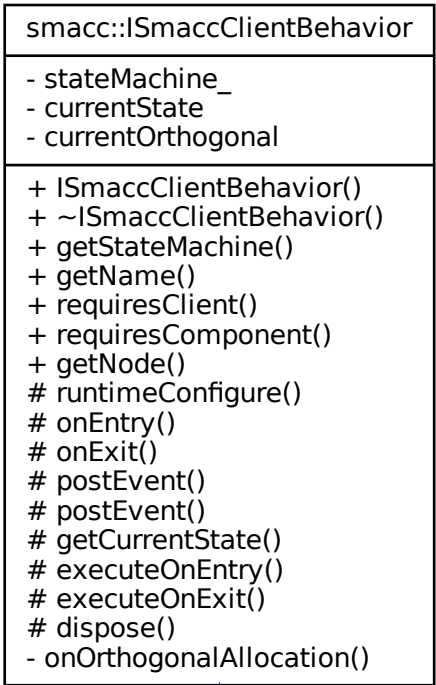 smacc::ISmaccClientBehavior
- stateMachine_
- currentState
- currentOrthogonal
+ ISmaccClientBehavior()
+ ~ISmaccClientBehavior()
+ getStateMachine()
+ getName()
+ requiresClient()
+ requiresComponent()
+ getNode()
# runtimeConfigure()
# onEntry()
# onExit()
# postEvent()
# postEvent()
# getCurrentState()
# executeOnEntry()
# executeOnExit()
# dispose()
- onOrthogonalAllocation()